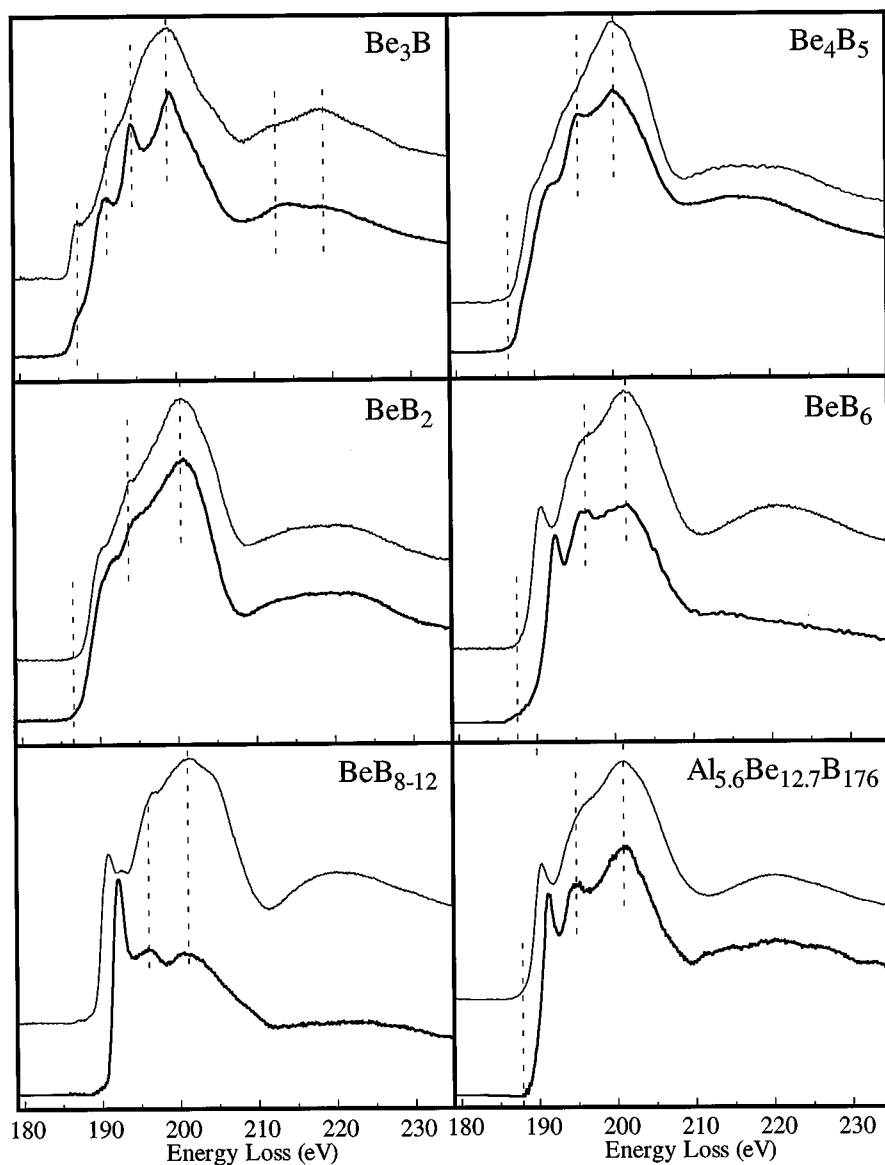 Be₃B
Be₄B₅
BeB₂
BeB₆
BeB₈₋₁₂
Al₅.₆Be₁₂.₇B₁₇₆
180 190 200 210 220 230
180 190 200 210 220 230
Energy Loss (eV)
Energy Loss (eV)